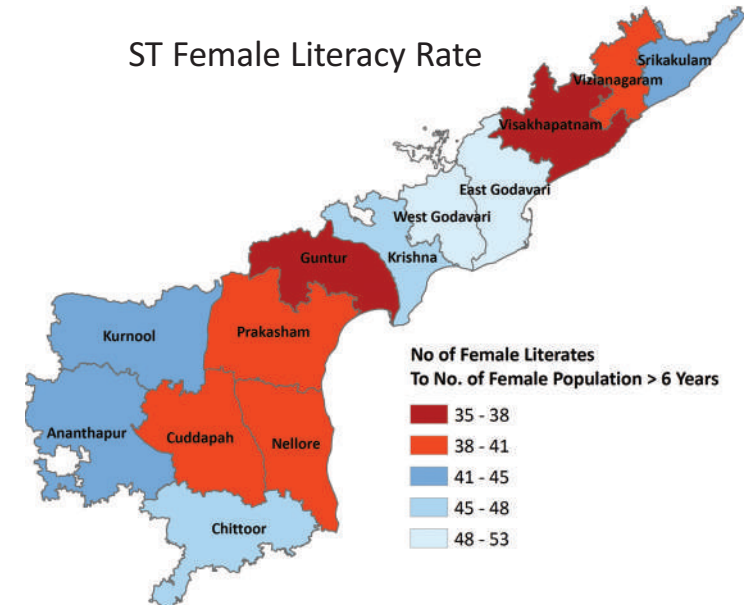 ST Female Literacy Rate
Srikakulam
Vizianagaram
Visakhapatnam
East Godavari
West Godavari
Krishna
Guntur
Prakasham
Kurnool
Ananthapur
Cuddapah
Nellore
Chittoor
No of Female Literates
To No. of Female Population > 6 Years
35 - 38
38 - 41
41 - 45
45 - 48
48 - 53